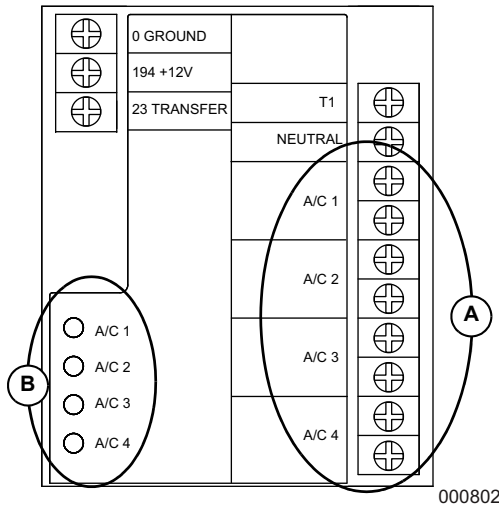 0 GROUND
194 +12V
23 TRANSFER
T1
NEUTRAL
A/C 1
A/C 2
A/C 3
A/C 4
A
A/C 1
A/C 2
A/C 3
A/C 4
B
000802